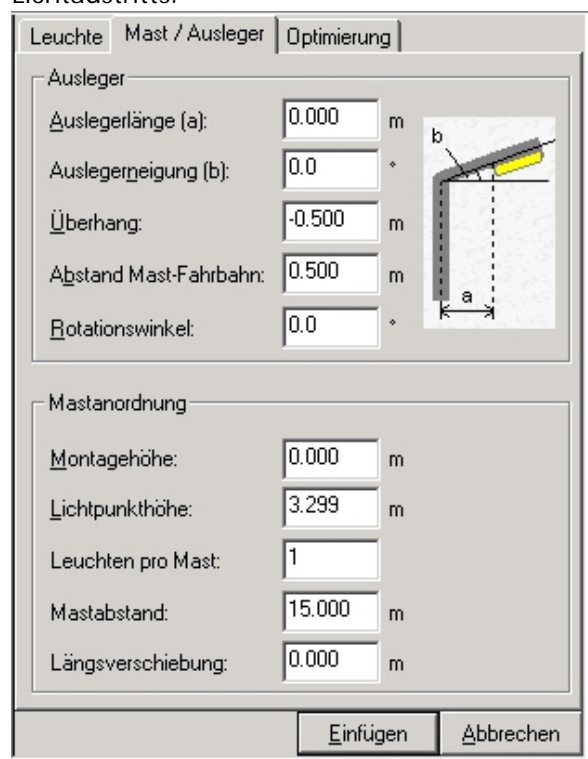 Leuchte Mast / Ausleger Optimierung
Ausleger
Auslegerlänge (a): 0.000 m
Auslegerneigung (b): 0.0 °
Überhang: -0.500 m
Abstand Mast-Fahrbahn: 0.500 m
Rotationswinkel: 0.0 °
b
a
Mastanordnung
Montagehöhe: 0.000 m
Lichtpunkthöhe: 3.299 m
Leuchten pro Mast: 1
Mastabstand: 15.000 m
Längsverschiebung: 0.000 m
Einfügen Abbrechen